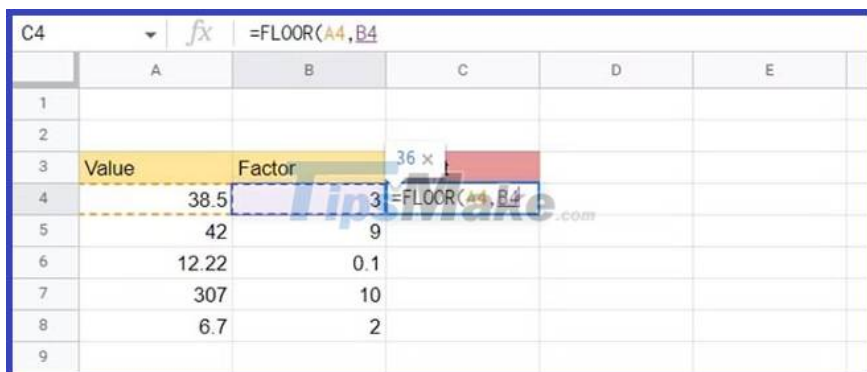 C4 fx =FLOOR(A4,B4
A B C D E
1
2
3 Value Factor 36 × t
4 38.5 3 =FLOOR(A4,B4
TipsMake.com
5 42 9
6 12.22 0.1
7 307 10
8 6.7 2
9